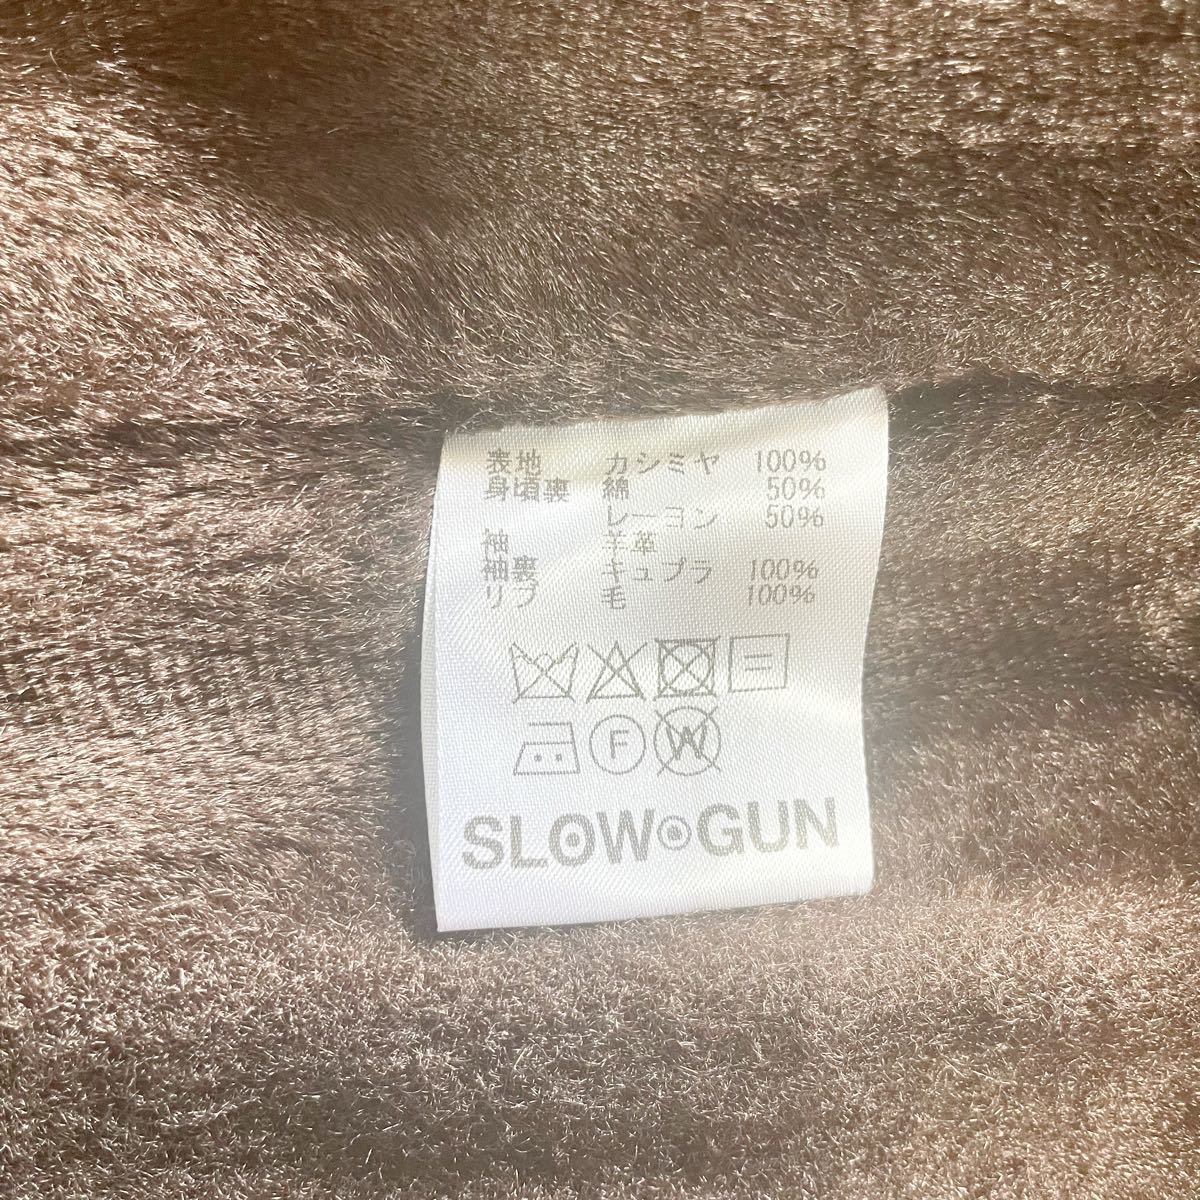 表地 カシミヤ 100%
身頃裏 綿 50%
レーヨン 50%
袖 羊革
袖裏 キュプラ 100%
リブ 毛 100%
F W
SLOW GUN